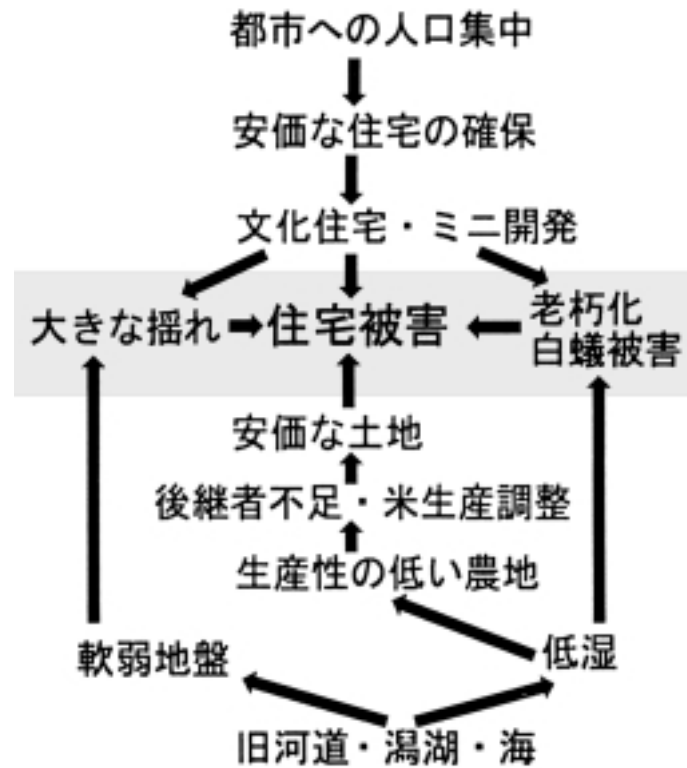 都市への人口集中
安価な住宅の確保
文化住宅・ミニ開発
大きな揺れ
住宅被害
老朽化
白蟻被害
安価な土地
後継者不足・米生産調整
生産性の低い農地
軟弱地盤
低湿
旧河道・潟湖・海